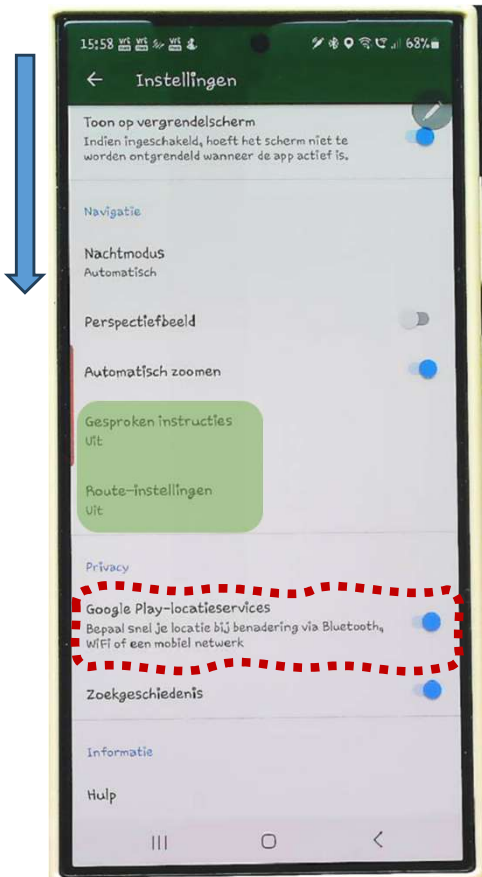 15:58
68%
Instellingen
Toon op vergrendelscherm
Indien ingeschakeld, hoeft het scherm niet te
worden ontgrendeld wanneer de app actief is.
Navigatie
Nachtmodus
Automatisch
Perspectiefbeeld
Automatisch zoomen
Gesproken instructies
Uit
Route-instellingen
Uit
Privacy
Google Play-locatieservices
Bepaal snel je locatie bij benadering via Bluetooth,
WiFi of een mobiel netwerk
Zoekgeschiedenis
Informatie
Hulp